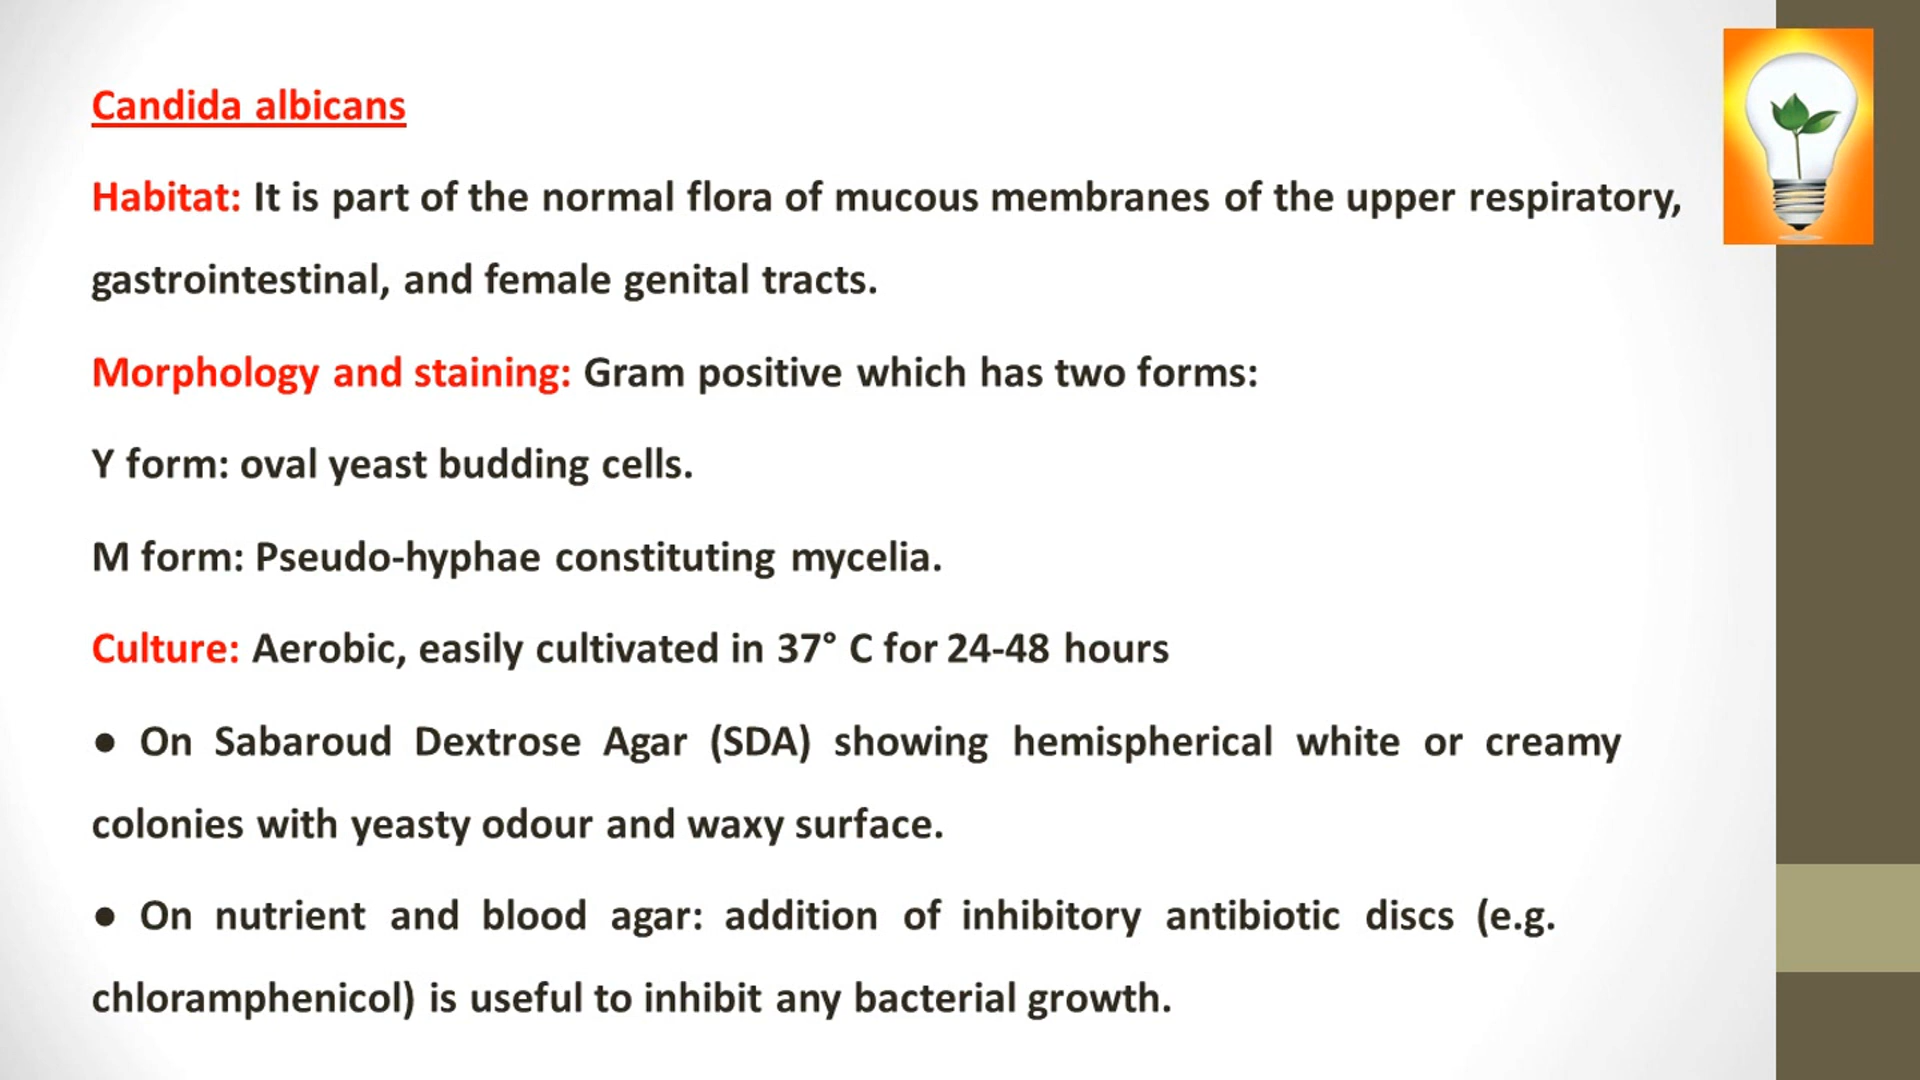 Candida albicans
Habitat: It is part of the normal flora of mucous membranes of the upper respiratory,
gastrointestinal, and female genital tracts.
Morphology and staining: Gram positive which has two forms:
Y form: oval yeast budding cells.
M form: Pseudo-hyphae constituting mycelia.
Culture: Aerobic, easily cultivated in 37° C for 24-48 hours
● On Sabaroud Dextrose Agar (SDA) showing hemispherical white or creamy
colonies with yeasty odour and waxy surface.
● On nutrient and blood agar: addition of inhibitory antibiotic discs (e.g.
chloramphenicol) is useful to inhibit any bacterial growth.